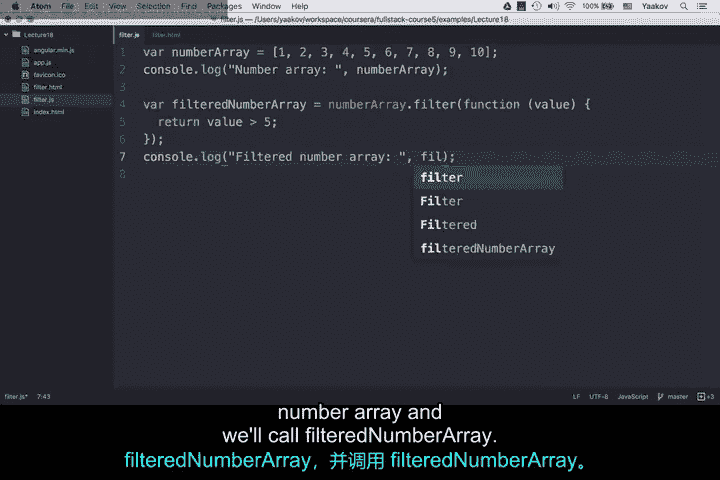 Atom File Edit View Selection Find Packages Window Help 100% Yaakov
filter.js — /Users/yaakov/workspace/coursera/fullstack-course5/examples/Lecture18
Lecture18
angular.min.js
app.js
favicon.ico
filter.html
filter.js
index.html
filter.js filter.html
1 var numberArray = [1, 2, 3, 4, 5, 6, 7, 8, 9, 10];
2 console.log("Number array: ", numberArray);
3
4 var filteredNumberArray = numberArray.filter(function (value) {
5 return value > 5;
6 });
7 console.log("Filtered number array: ", fil);
8
filter
Filter
Filtered
filteredNumberArray
filter.js* 7:43 LF UTF-8 JavaScript master +3
number array and
we'll call filteredNumberArray.
filteredNumberArray，并调用 filteredNumberArray。